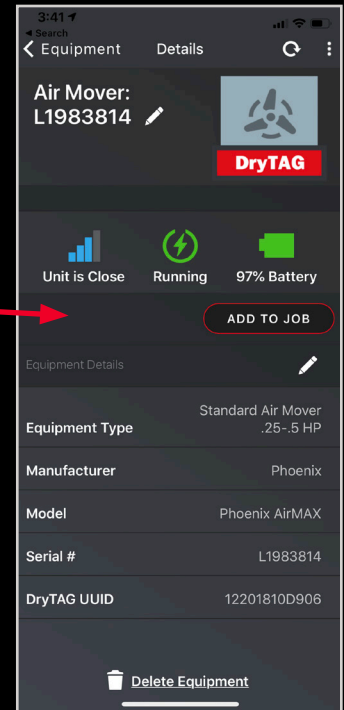 3:41
Search
Equipment Details
Air Mover:
L1983814
DryTAG
Unit is Close Running 97% Battery
ADD TO JOB
Equipment Details
Equipment Type Standard Air Mover
.25-.5 HP
Manufacturer Phoenix
Model Phoenix AirMAX
Serial # L1983814
DryTAG UUID 12201810D906
Delete Equipment